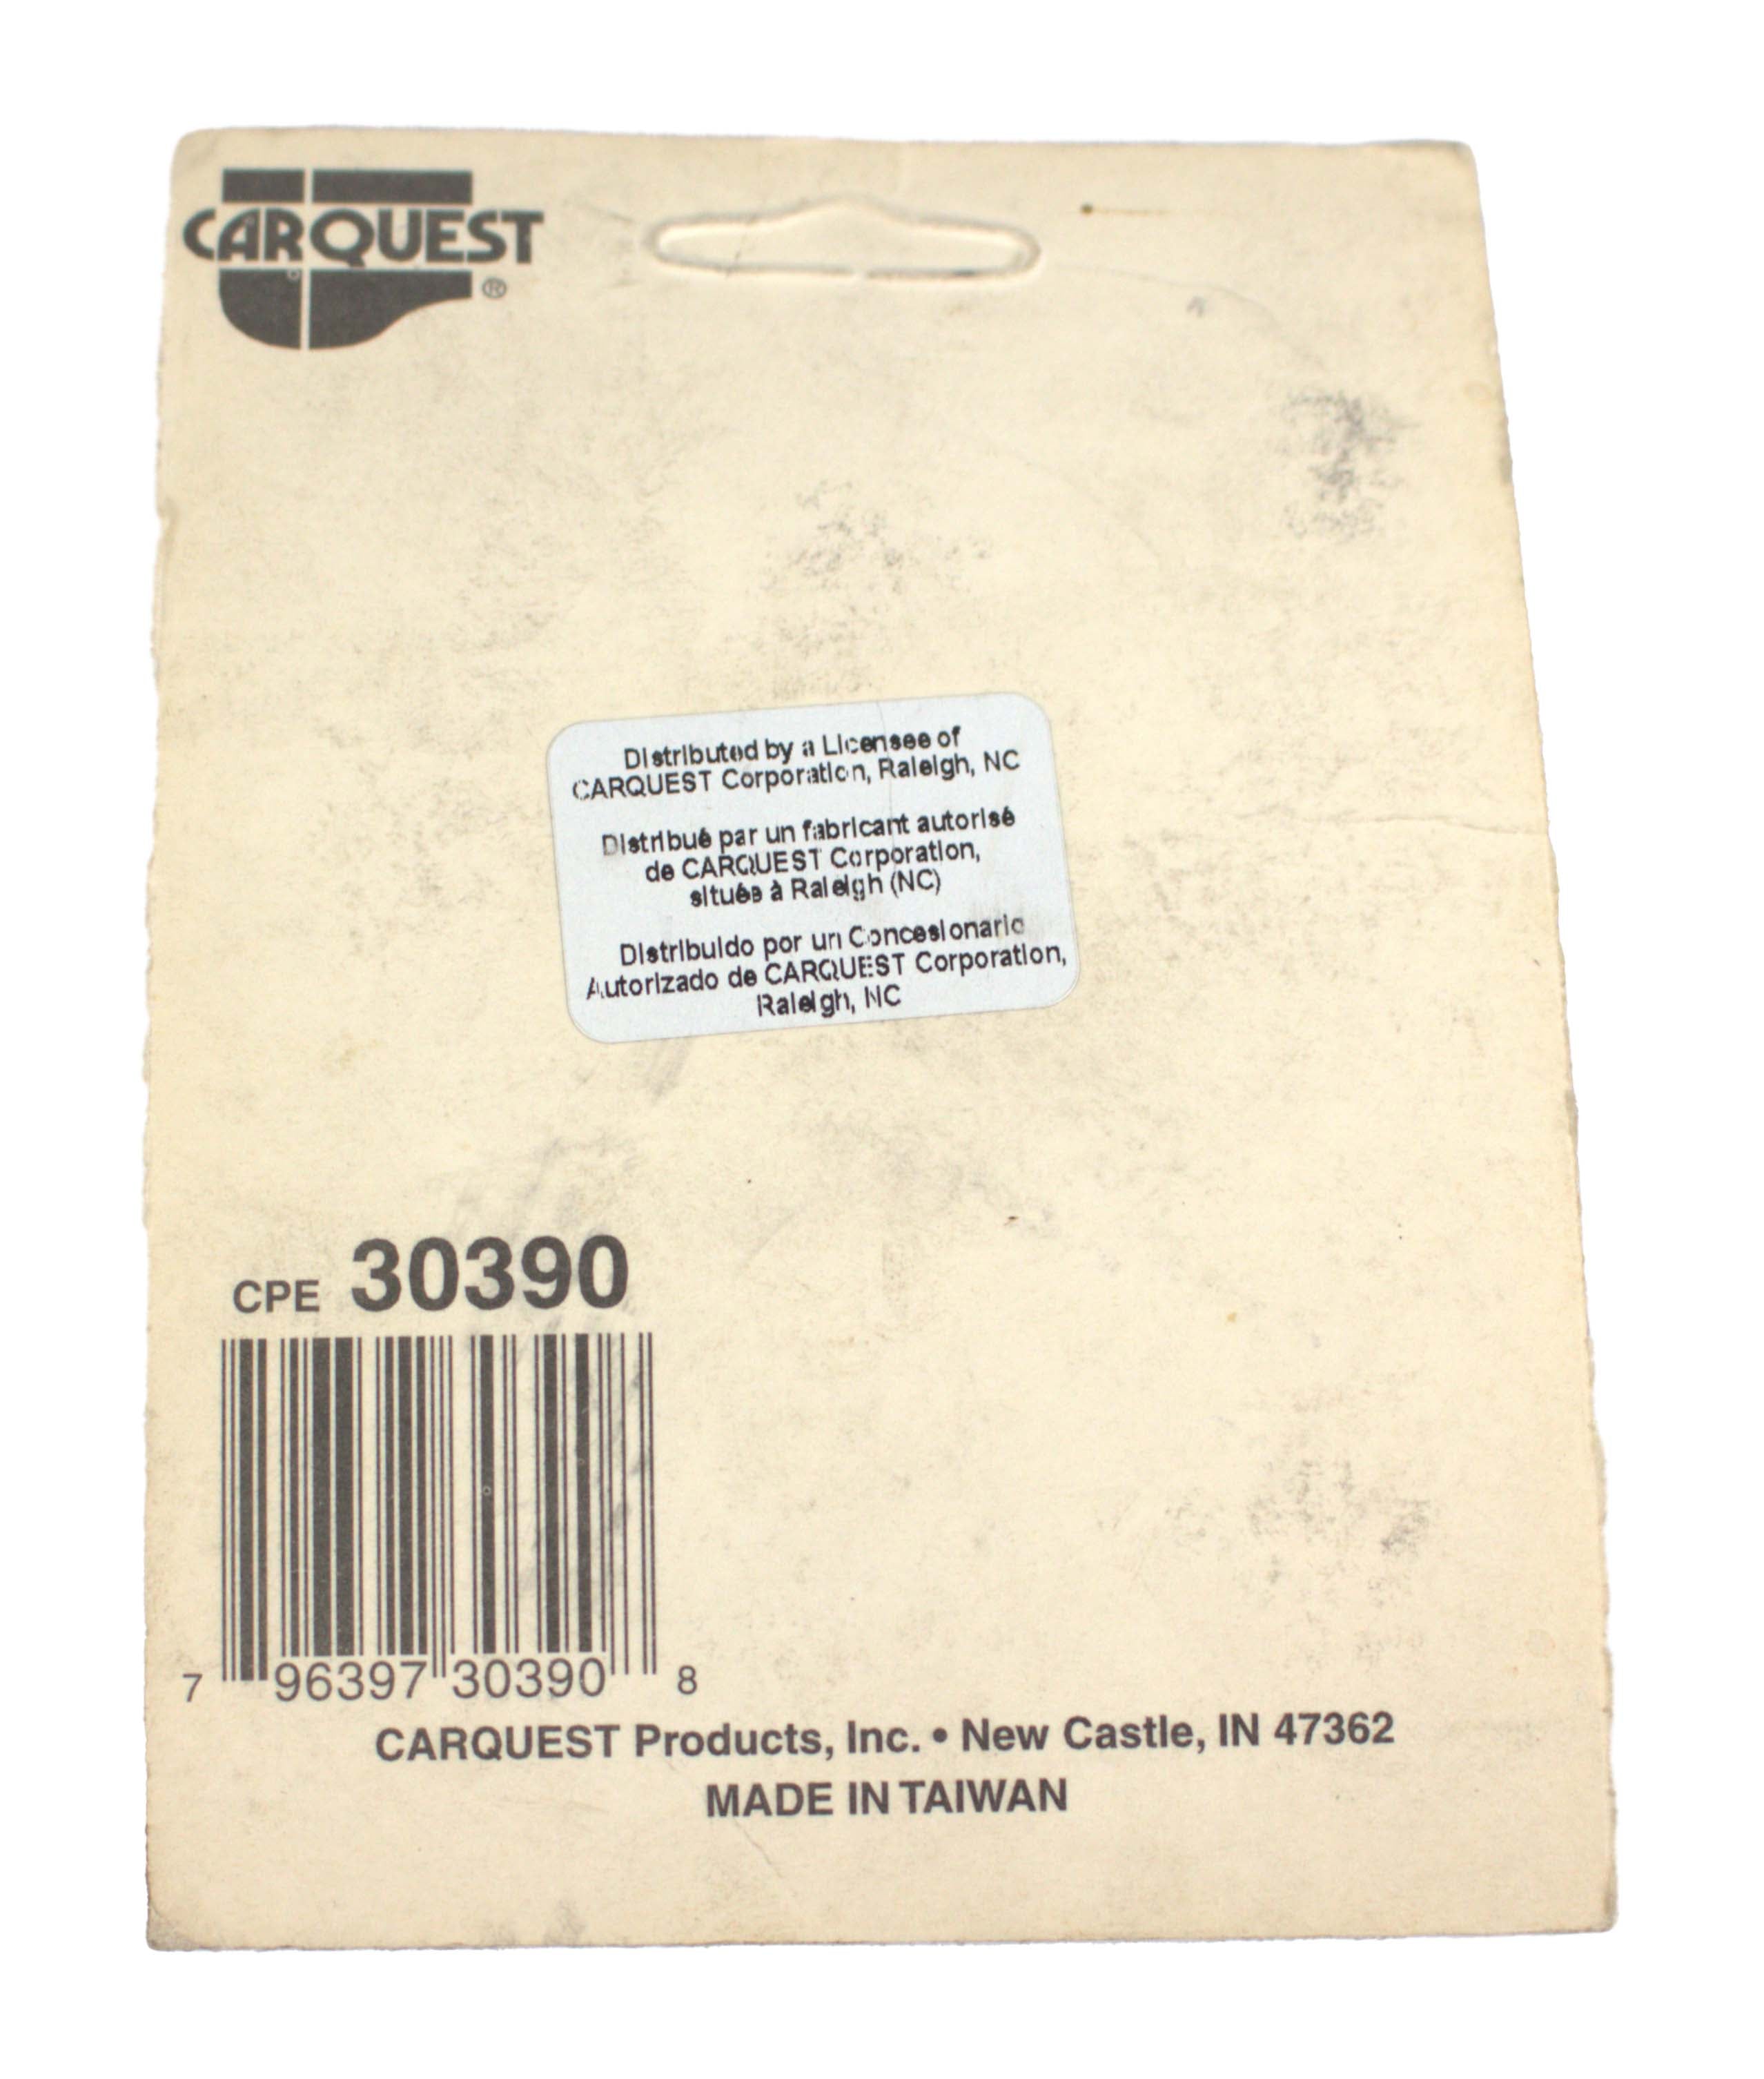 CARQUEST®
Distributed by a Licensee of
CARQUEST Corporation, Raleigh, NC
Distribué par un fabricant autorisé
de CARQUEST Corporation,
située à Raleigh (NC)
Distribuido por un Concesionario
Autorizado de CARQUEST Corporation,
Raleigh, NC
CPE 30390
7 96397 30390 8
CARQUEST Products, Inc. • New Castle, IN 47362
MADE IN TAIWAN